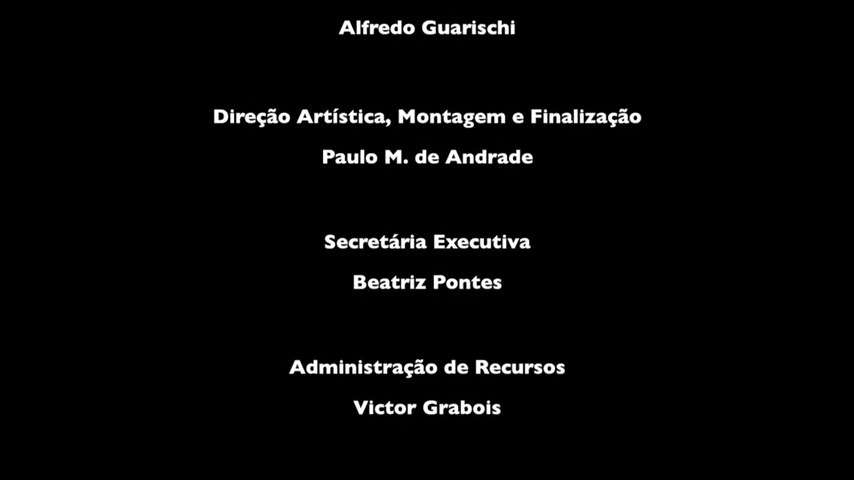 Alfredo Guarischi
Direção Artística, Montagem e Finalização
Paulo M. de Andrade
Secretária Executiva
Beatriz Pontes
Administração de Recursos
Victor Grabois